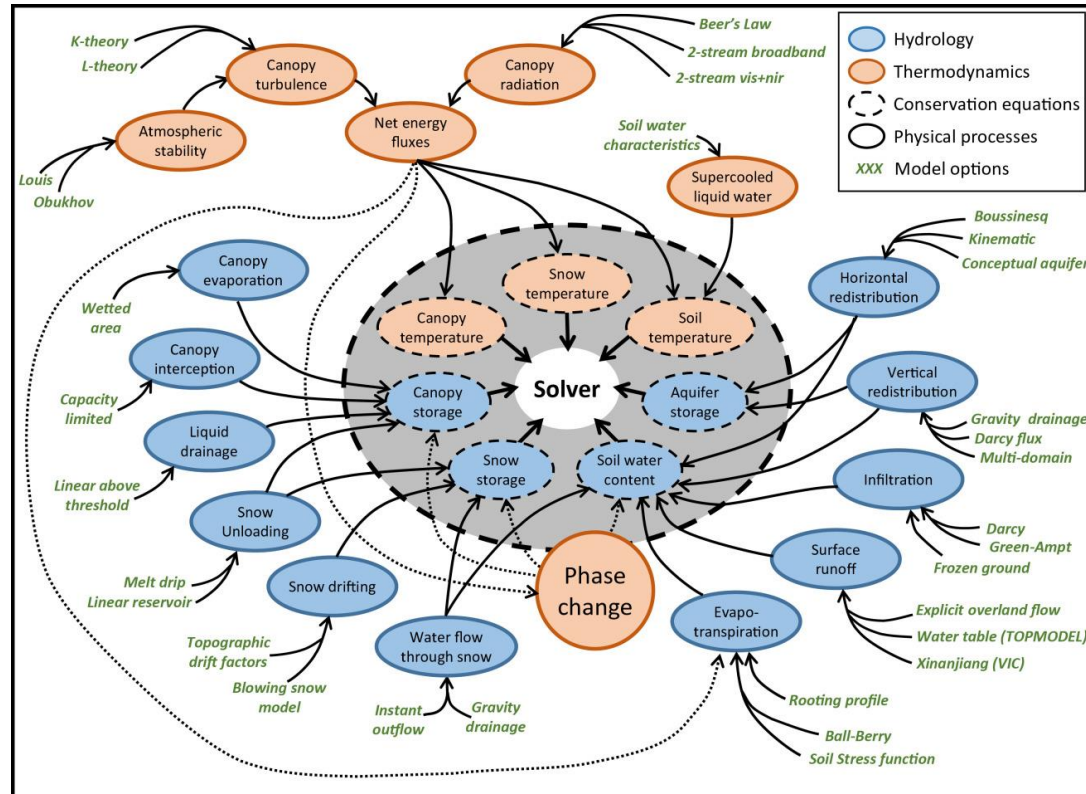 K-theory
L-theory
Canopy
turbulence
Canopy
radiation
Beer's Law
2-stream broadband
2-stream vis+nir
Atmospheric
stability
Net energy
fluxes
Louis
Obukhov
Soil water
characteristics
Supercooled
liquid water
Hydrology
Thermodynamics
Conservation equations
Physical processes
XXX Model options
Canopy
evaporation
Wetted
area
Canopy
interception
Capacity
limited
Liquid
drainage
Linear above
threshold
Snow
Unloading
Melt drip
Linear reservoir
Snow drifting
Topographic
drift factors
Blowing snow
model
Water flow
through snow
Instant
outflow
Gravity
drainage
Snow
temperature
Canopy
temperature
Soil
temperature
Solver
Canopy
storage
Aquifer
storage
Snow
storage
Soil water
content
Phase
change
Boussinesq
Kinematic
Conceptual aquifer
Horizontal
redistribution
Vertical
redistribution
Gravity drainage
Darcy flux
Multi-domain
Infiltration
Darcy
Green-Ampt
Frozen ground
Surface
runoff
Explicit overland flow
Water table (TOPMODEL)
Xinanjiang (VIC)
Evapo-
transpiration
Rooting profile
Ball-Berry
Soil Stress function